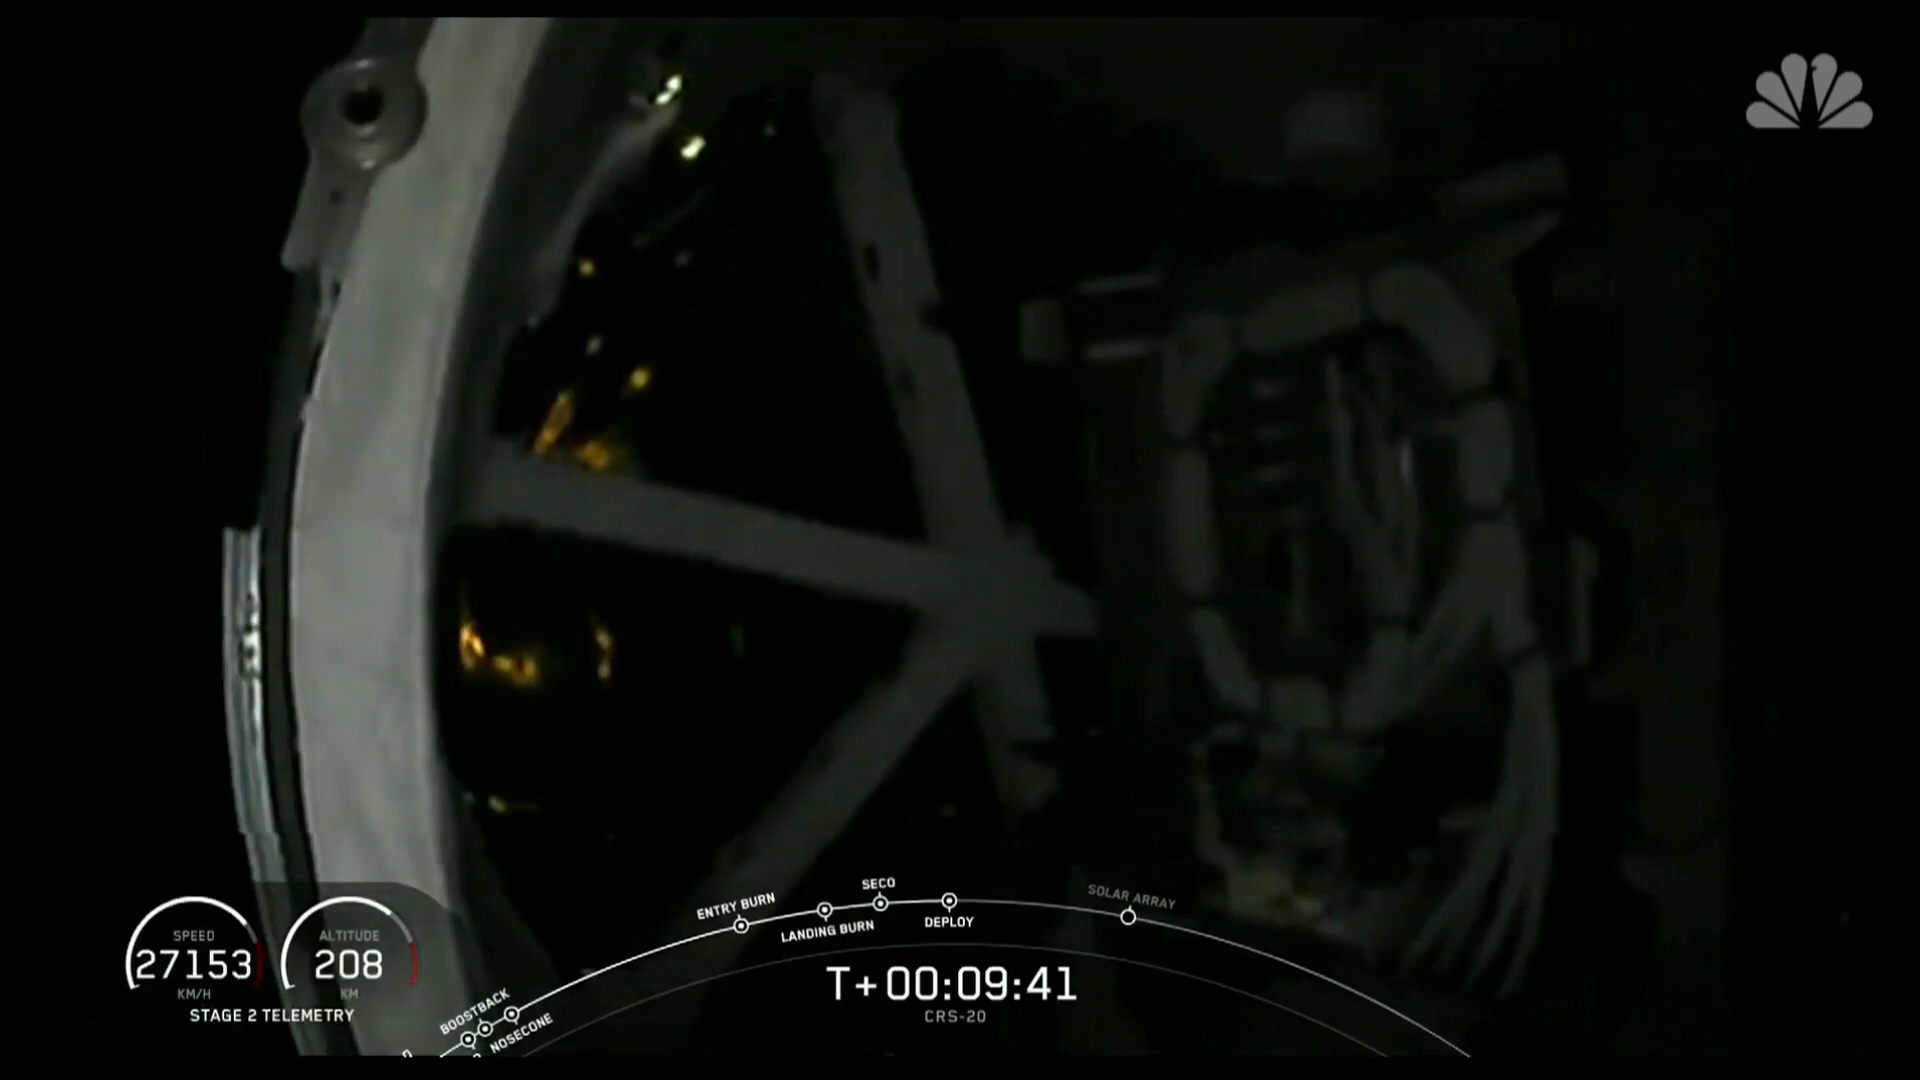 SPEED
27153
KM/H
ALTITUDE
208
KM
STAGE 2 TELEMETRY
BOOSTBACK
NOSECONE
ENTRY BURN
LANDING BURN
SECO
DEPLOY
SOLAR ARRAY
T+00:09:41
CRS-20